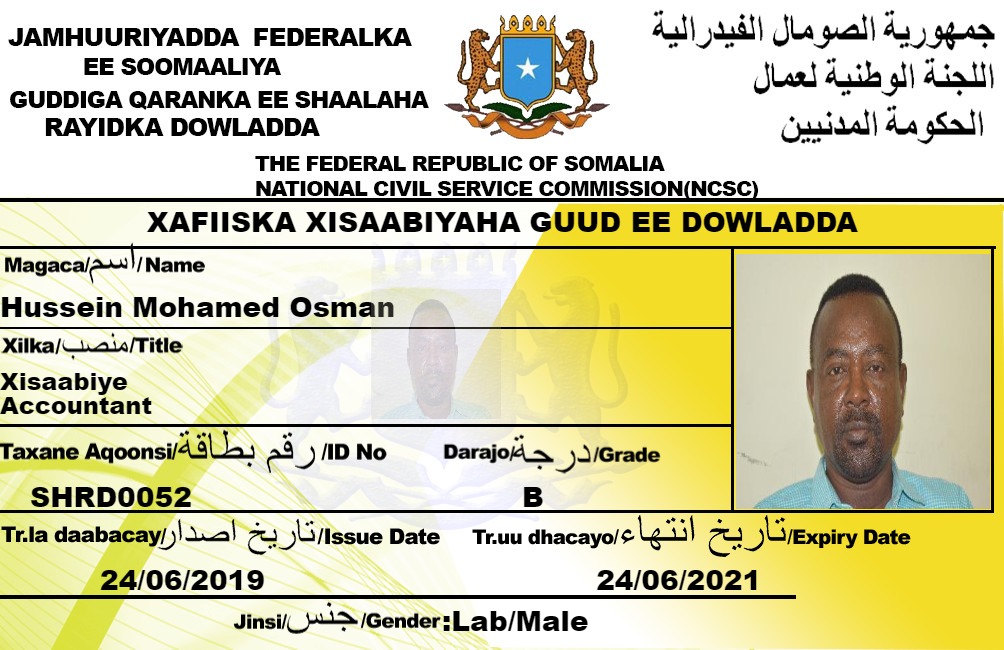 JAMHUURIYADDA FEDERALKA
EE SOOMAALIYA
GUDDIGA QARANKA EE SHAALAHA
RAYIDKA DOWLADDA
جمهورية الصومال الفيدرالية
اللجنة الوطنية لعمال
الحكومة المدنيين
THE FEDERAL REPUBLIC OF SOMALIA
NATIONAL CIVIL SERVICE COMMISSION(NCSC)
XAFIISKA XISAABIYAHA GUUD EE DOWLADDA
Magaca/اسم/Name
Hussein Mohamed Osman
Xilka/منصب/Title
Xisaabiye
Accountant
Taxane Aqoonsi/رقم بطاقة/ID No
SHRD0052
Darajo/درجة/Grade
B
Tr.la daabacay/تاريخ اصدار/Issue Date
24/06/2019
Tr.uu dhacayo/تاريخ انتهاء/Expiry Date
24/06/2021
Jinsi/جنس/Gender:Lab/Male